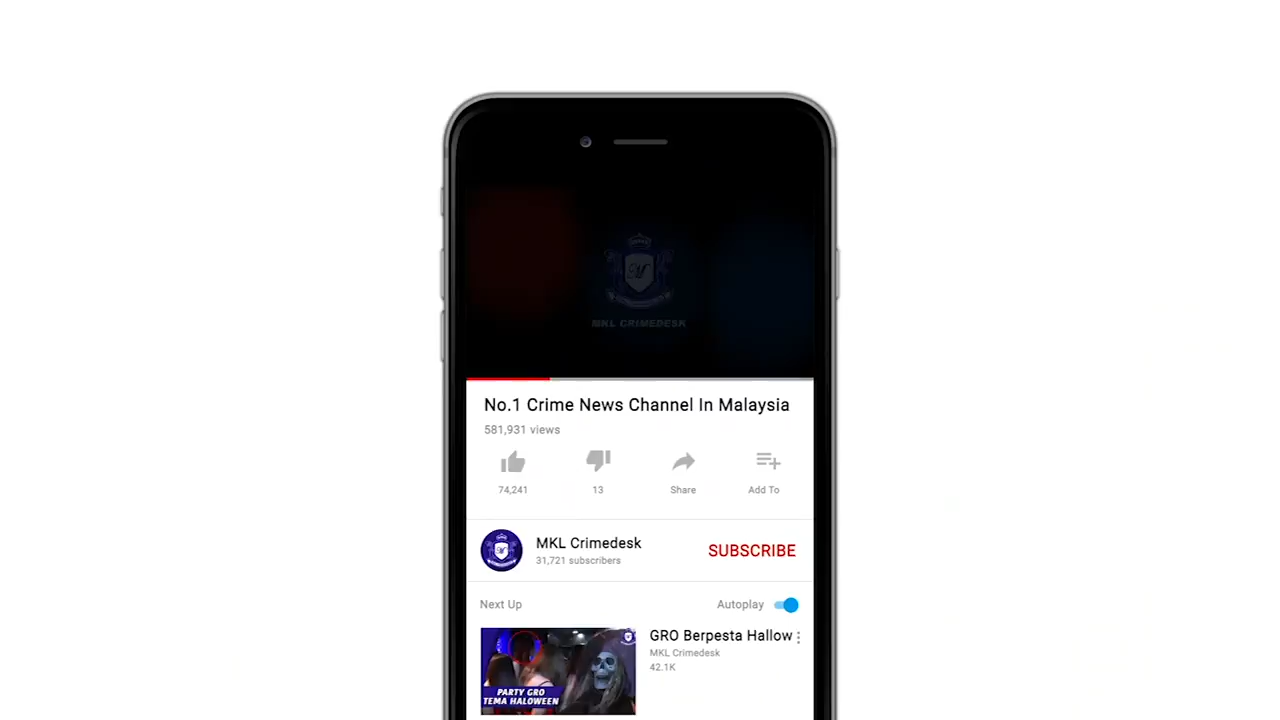 M
MKL CRIMEDESK
No.1 Crime News Channel In Malaysia
581,931 views
74,241
13
Share
Add To
MKL Crimedesk
31,721 subscribers
SUBSCRIBE
Next Up
Autoplay
GRO Berpesta Hallow
MKL Crimedesk
42.1K
PARTY GRO
TEMA HALOWEEN